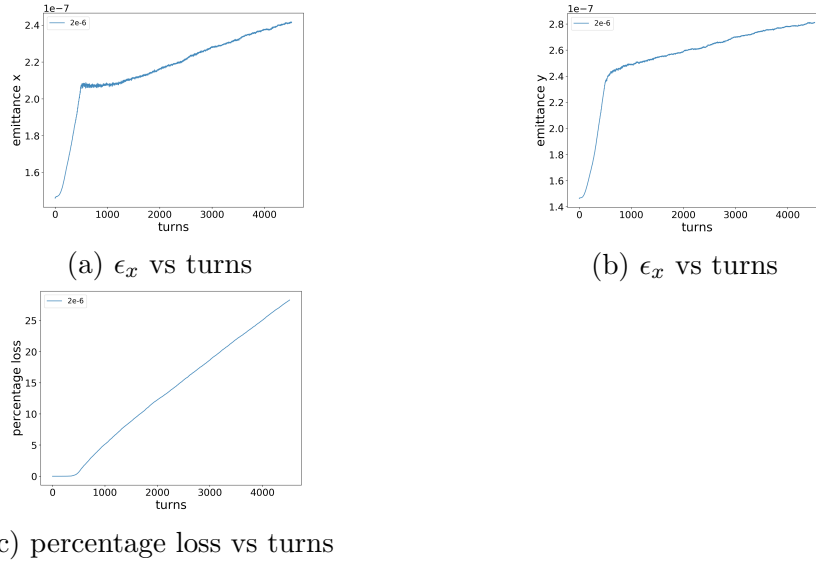 1e−7
2e-6
2.4
2.2
2.0
1.8
1.6
emittance x
0 1000 2000 3000 4000
turns
(a) ϵx vs turns
1e−7
2e-6
2.8
2.6
2.4
2.2
2.0
1.8
1.6
1.4
emittance y
0 1000 2000 3000 4000
turns
(b) ϵx vs turns
2e-6
25
20
15
10
5
0
percentage loss
0 1000 2000 3000 4000
turns
c) percentage loss vs turns